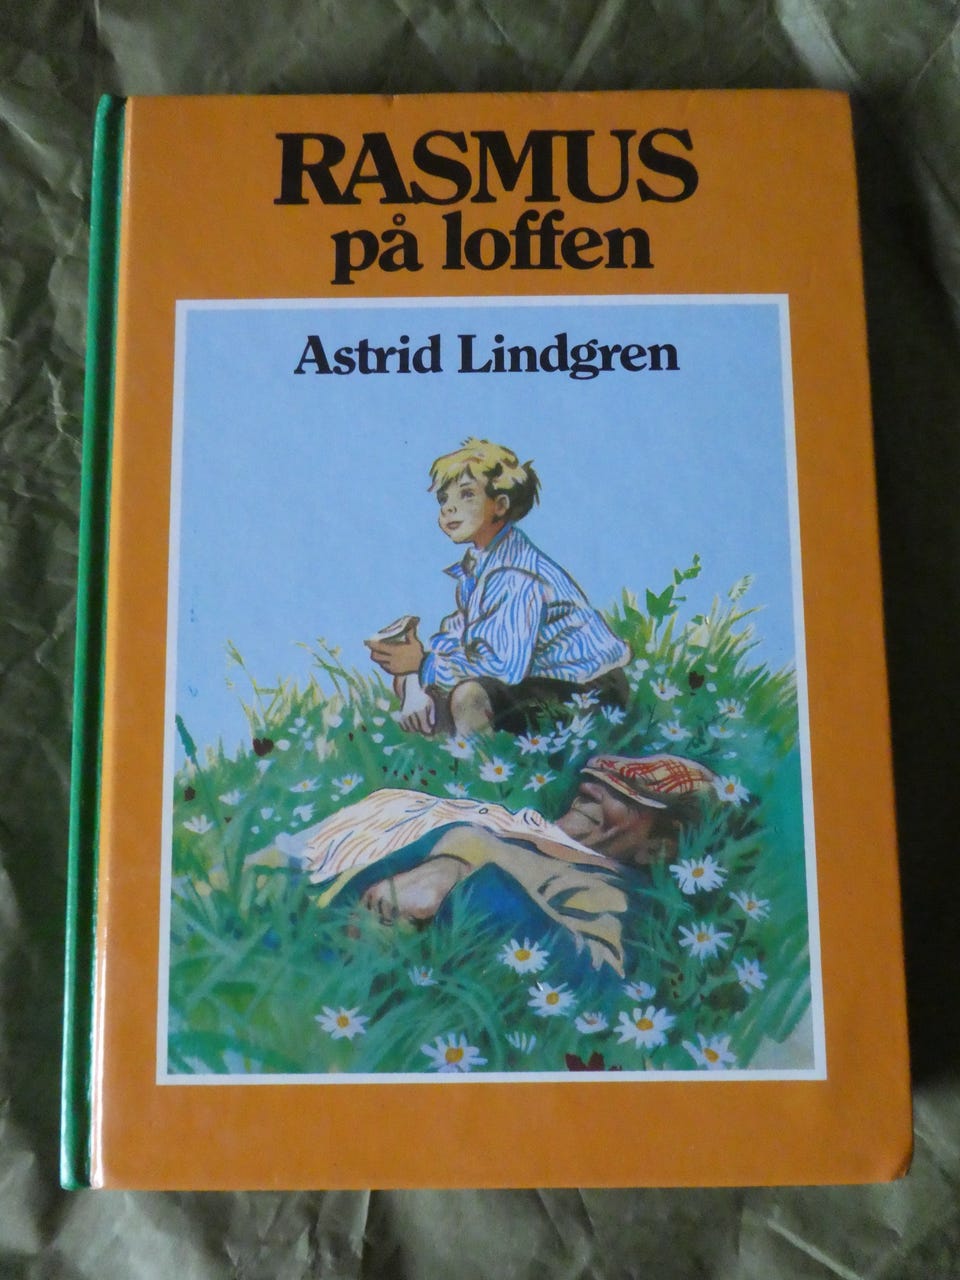 RASMUS
på loffen
Astrid Lindgren